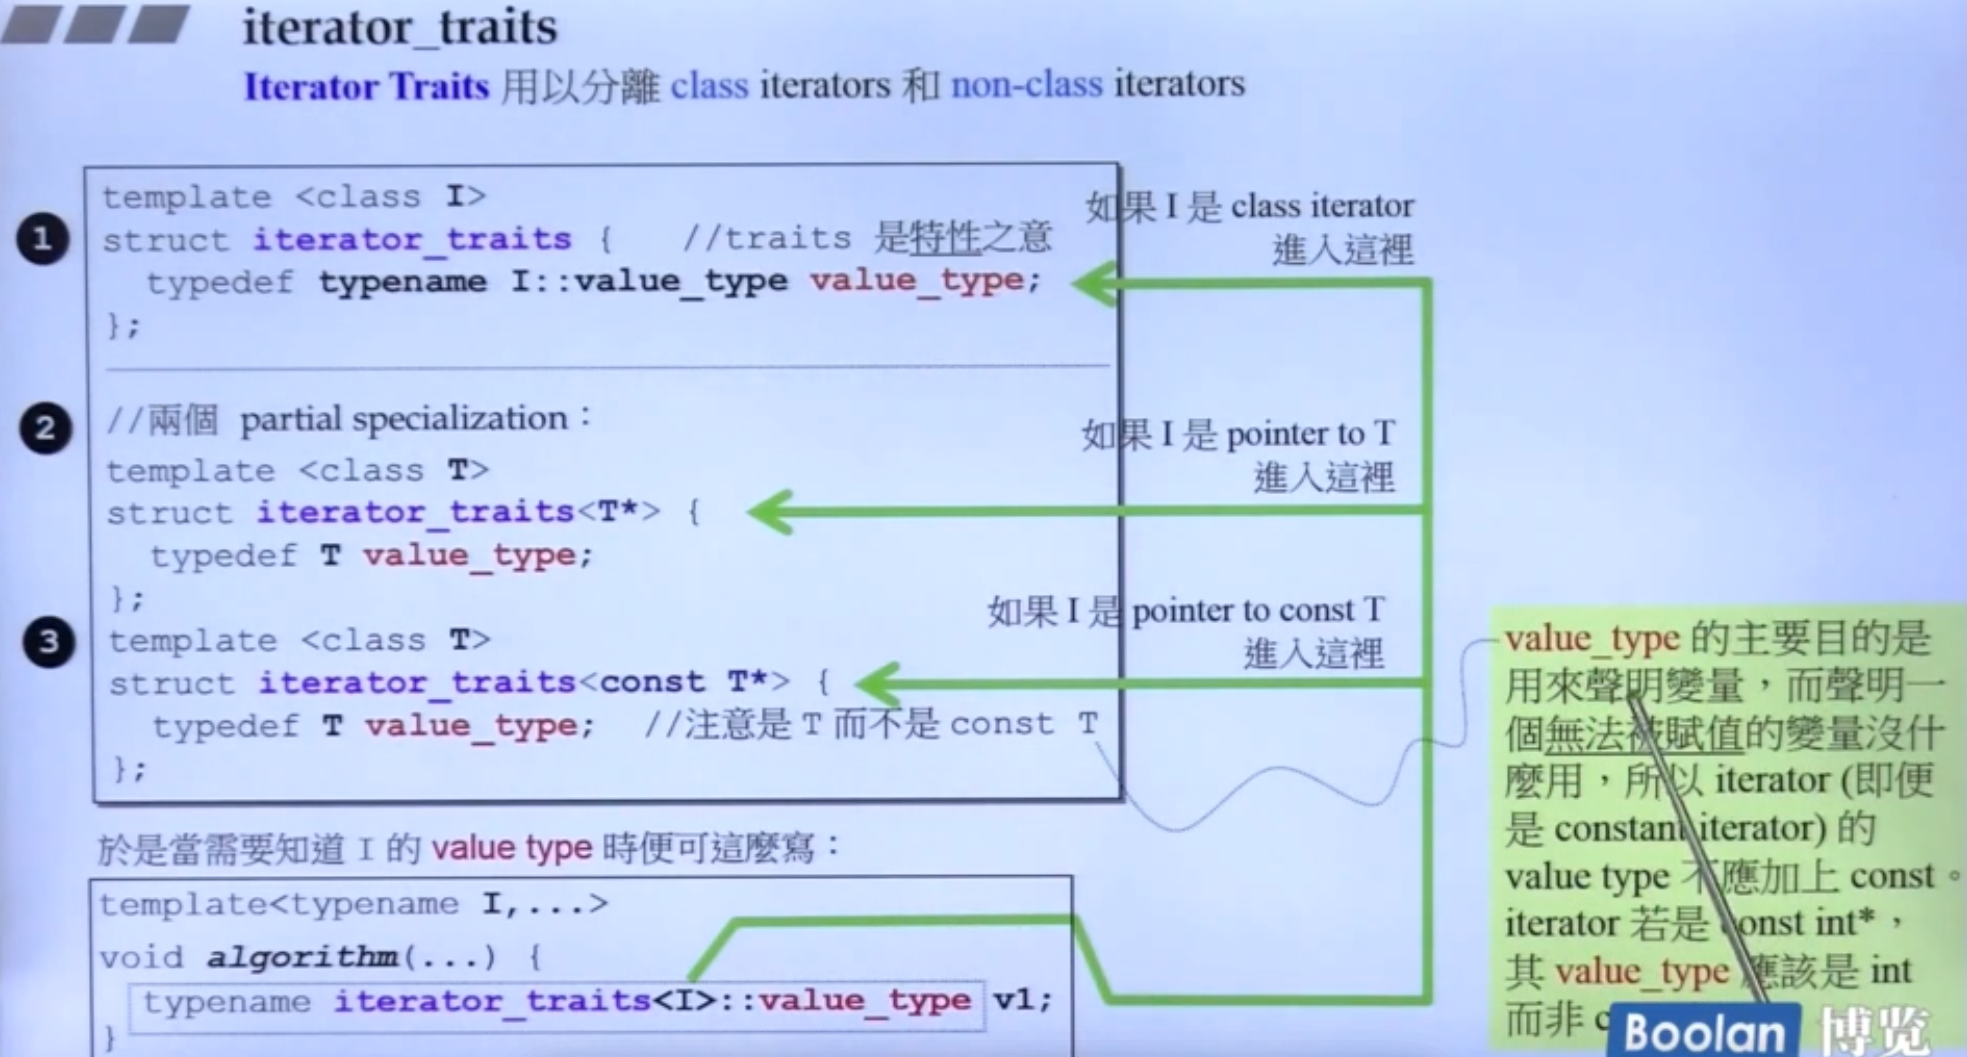 iterator_traits
Iterator Traits 用以分離 class iterators 和 non-class iterators
1
template <class I>
struct iterator_traits {    //traits 是特性之意
typedef typename I::value_type value_type;
};
如果 I 是 class iterator
進入這裡
2
//兩個 partial specialization：
template <class T>
struct iterator_traits<T*> {
typedef T value_type;
};
如果 I 是 pointer to T
進入這裡
3
template <class T>
struct iterator_traits<const T*> {
typedef T value_type;   //注意是 T 而不是 const T
};
如果 I 是 pointer to const T
進入這裡
value_type 的主要目的是
用來聲明變量，而聲明一
個無法被賦值的變量沒什
麼用，所以 iterator (即便
是 constant iterator) 的
value type 不應加上 const。
iterator 若是 const int*，
其 value_type 應該是 int
而非
於是當需要知道 I 的 value type 時便可這麼寫：
template<typename I,...>
void algorithm(...) {
typename iterator_traits<I>::value_type v1;
}
Boolan 博览